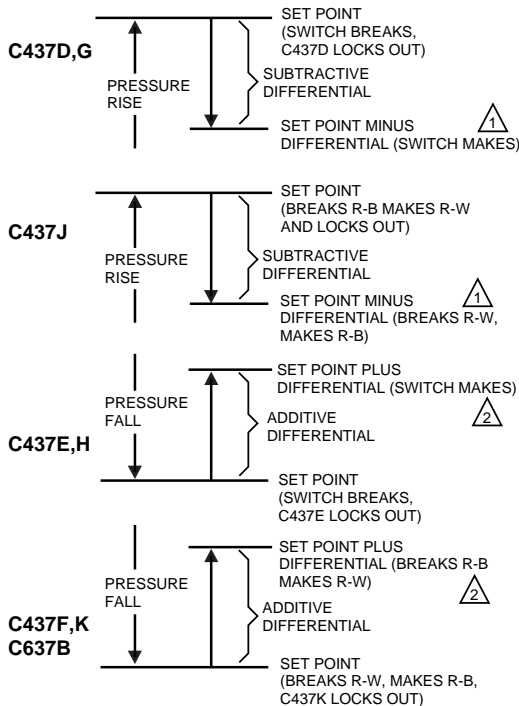 SET POINT
(SWITCH BREAKS,
C437D LOCKS OUT)
C437D,G
PRESSURE
RISE
SUBTRACTIVE
DIFFERENTIAL
SET POINT MINUS
DIFFERENTIAL (SWITCH MAKES)
1
SET POINT
(BREAKS R-B MAKES R-W
AND LOCKS OUT)
C437J
PRESSURE
RISE
SUBTRACTIVE
DIFFERENTIAL
SET POINT MINUS
DIFFERENTIAL (BREAKS R-W,
MAKES R-B)
1
SET POINT PLUS
DIFFERENTIAL (SWITCH MAKES)
2
PRESSURE
FALL
ADDITIVE
DIFFERENTIAL
C437E,H
SET POINT
(SWITCH BREAKS,
C437E LOCKS OUT)
SET POINT PLUS
DIFFERENTIAL (BREAKS R-B
MAKES R-W)
2
PRESSURE
FALL
ADDITIVE
DIFFERENTIAL
C437F,K
C637B
SET POINT
(BREAKS R-W, MAKES R-B,
C437K LOCKS OUT)